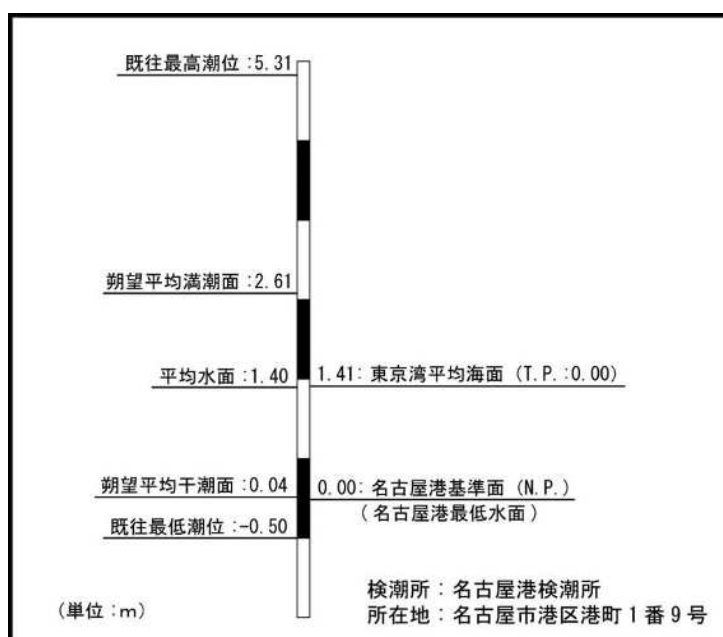 既往最高潮位:5.31
朔望平均満潮面:2.61
平均水面:1.40
1.41: 東京湾平均海面 (T.P.:0.00)
朔望平均干潮面:0.04
0.00: 名古屋港基準面 (N.P.)
(名古屋港最低水面)
既往最低潮位:-0.50
検潮所:名古屋港検潮所
(単位:m)
所在地:名古屋市港区港町1番9号